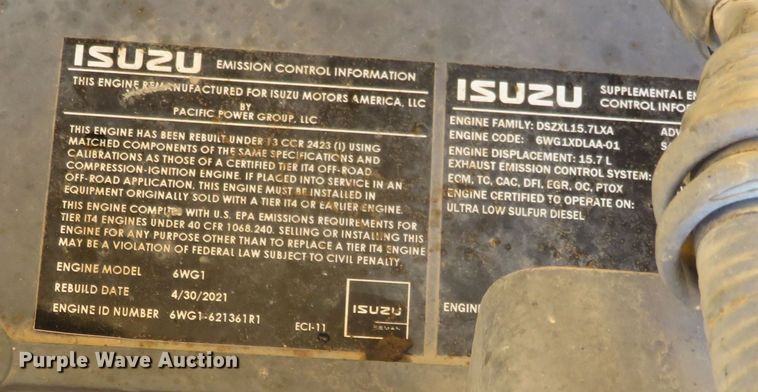 ISUZU EMISSION CONTROL INFORMATION
THIS ENGINE REMANUFACTURED FOR ISUZU MOTORS AMERICA, LLC
BY
PACIFIC POWER GROUP, LLC
THIS ENGINE HAS BEEN REBUILT UNDER 13 CCR 2423 (l) USING
MATCHED COMPONENTS OF THE SAME SPECIFICATIONS AND
CALIBRATIONS AS THOSE OF A CERTIFIED TIER IT4 OFF-ROAD
COMPRESSION-IGNITION ENGINE. IF PLACED INTO SERVICE IN AN
OFF-ROAD APPLICATION, THIS ENGINE MUST BE INSTALLED IN
EQUIPMENT ORIGINALLY SOLD WITH A TIER IT4 OR EARLIER ENGINE.
THIS ENGINE COMPLIES WITH U.S. EPA EMISSIONS REQUIREMENTS FOR
TIER IT4 ENGINES UNDER 40 CFR 1068.240. SELLING OR INSTALLING THIS
ENGINE FOR ANY PURPOSE OTHER THAN TO REPLACE A TIER IT4 ENGINE
MAY BE A VIOLATION OF FEDERAL LAW SUBJECT TO CIVIL PENALTY.
ENGINE MODEL 6WG1
REBUILD DATE 4/30/2021
ENGINE ID NUMBER 6WG1-621361R1
ECI-11
ISUZU
REMAN
ISUZU SUPPLEMENTAL EN
CONTROL INFOR
ENGINE FAMILY: DSZXL15.7LXA ADV
ENGINE CODE: 6WG1XDLAA-01
ENGINE DISPLACEMENT: 15.7 L
EXHAUST EMISSION CONTROL SYSTEM:
ECM, TC, CAC, DFI, EGR, OC, PTOX
ENGINE CERTIFIED TO OPERATE ON:
ULTRA LOW SULFUR DIESEL
ENGINE
Purple Wave Auction